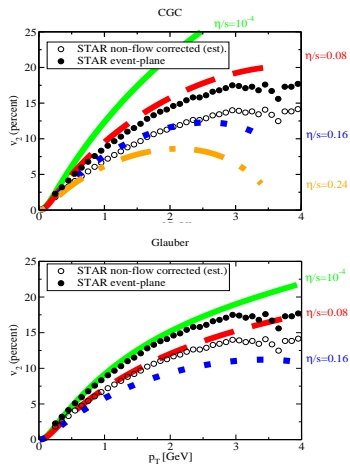 CGC
η/s=10⁻⁴
25
STAR non-flow corrected (est.)
STAR event-plane
η/s=0.08
20
15
v₂ (percent)
η/s=0.16
10
5
η/s=0.24
0
0 1 2 3 4
Glauber
25
STAR non-flow corrected (est.)
STAR event-plane
η/s=10⁻⁴
20
η/s=0.08
15
v₂ (percent)
η/s=0.16
10
5
0
0 1 2 3 4
p_T [GeV]